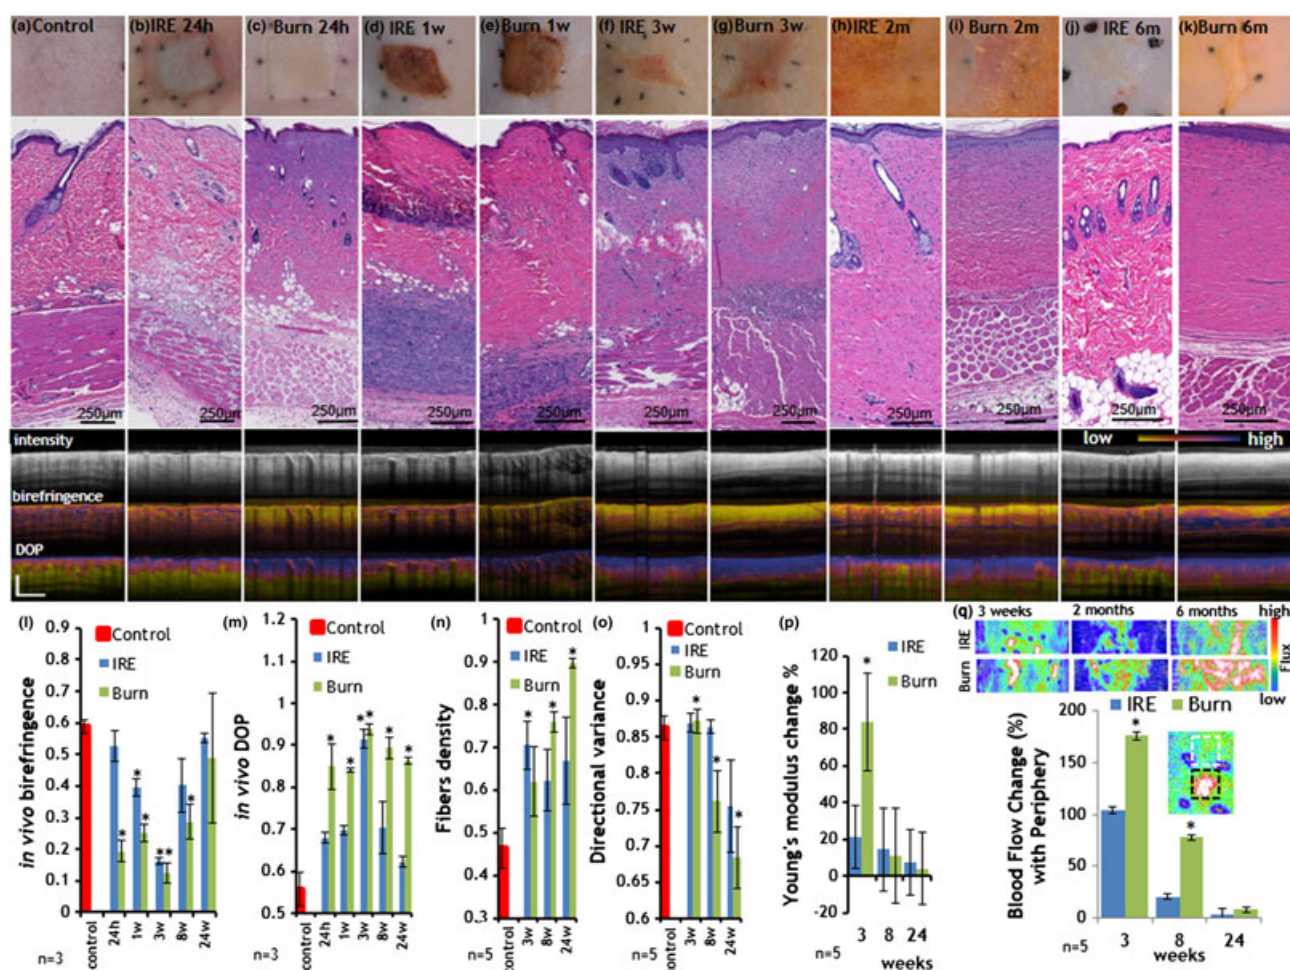 (a)Control (b)IRE 24h (c) Burn 24h (d) IRE 1w (e) Burn 1w (f) IRE 3w (g)Burn 3w (h)IRE 2m (i)Burn 2m (j) IRE 6m (k)Burn 6m
250µm 250µm 250µm 250µm 250µm 250µm 250µm 250µm 250µm 250µm 250µm
intensity low high
birefringence
DOP
(l) in vivo birefringence
0.9
0.8
0.7
0.6
0.5
0.4
0.3
0.2
0.1
0
Control
IRE
Burn
* * * ** *
control 24h 1w 3w 8w 24w
n=3
(m) in vivo DOP
1.2
1.1
1
0.9
0.8
0.7
0.6
0.5
Control
IRE
Burn
* * ** * *
control 24h 1w 3w 8w 24w
n=3
(n) Fibers density
1
0.9
0.8
0.7
0.6
0.5
0.4
0.3
Control
IRE
Burn
* * *
control 3w 8w 24w
n=5
(o) Directional variance
1
0.95
0.9
0.85
0.8
0.75
0.7
0.65
0.6
Control
IRE
Burn
* * *
control 3w 8w 24w
n=5
(p) Young's modulus change %
120
100
80
60
40
20
0
-20
IRE
Burn
*
3 8 24
n=5 weeks
(q) 3 weeks 2 months 6 months high
IRE
Burn
Flux
low
Blood Flow Change (%)
with Periphery
200
150
100
50
0
IRE Burn
* *
3 8 24
n=5 weeks